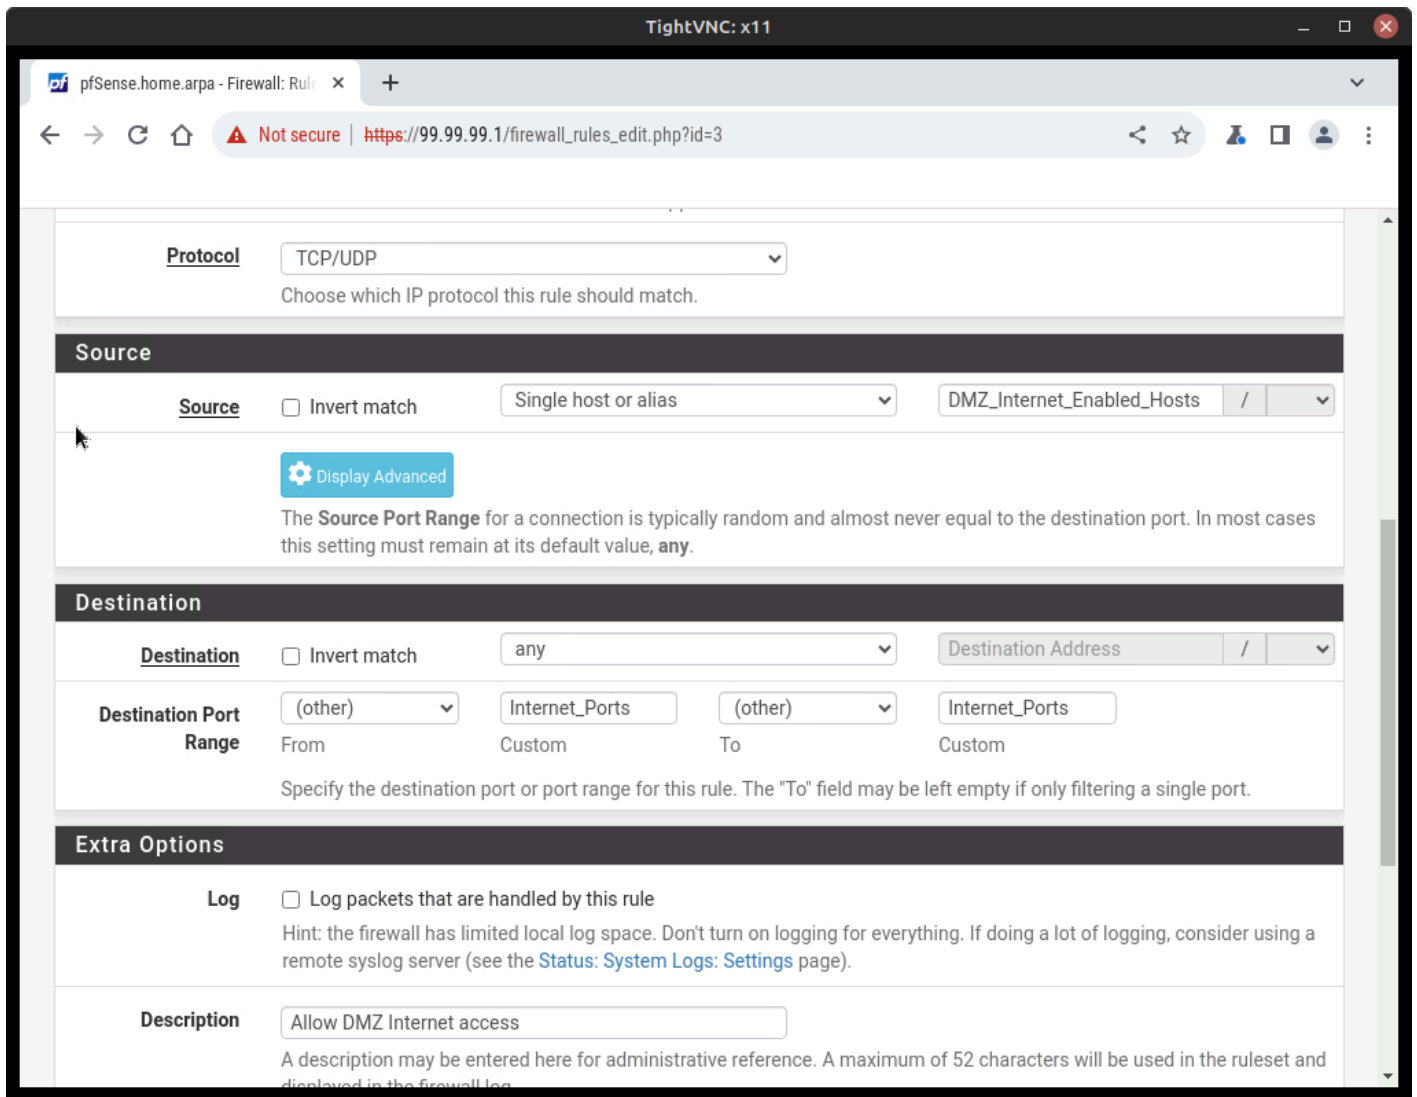 TightVNC: x11
pfSense.home.arpa - Firewall: Rul
Not secure https://99.99.99.1/firewall_rules_edit.php?id=3
Protocol TCP/UDP
Choose which IP protocol this rule should match.
Source
Source Invert match Single host or alias DMZ_Internet_Enabled_Hosts /
Display Advanced
The Source Port Range for a connection is typically random and almost never equal to the destination port. In most cases
this setting must remain at its default value, any.
Destination
Destination Invert match any Destination Address /
Destination Port Range (other) Internet_Ports (other) Internet_Ports
From Custom To Custom
Specify the destination port or port range for this rule. The "To" field may be left empty if only filtering a single port.
Extra Options
Log Log packets that are handled by this rule
Hint: the firewall has limited local log space. Don't turn on logging for everything. If doing a lot of logging, consider using a
remote syslog server (see the Status: System Logs: Settings page).
Description Allow DMZ Internet access
A description may be entered here for administrative reference. A maximum of 52 characters will be used in the ruleset and
displayed in the firewall log